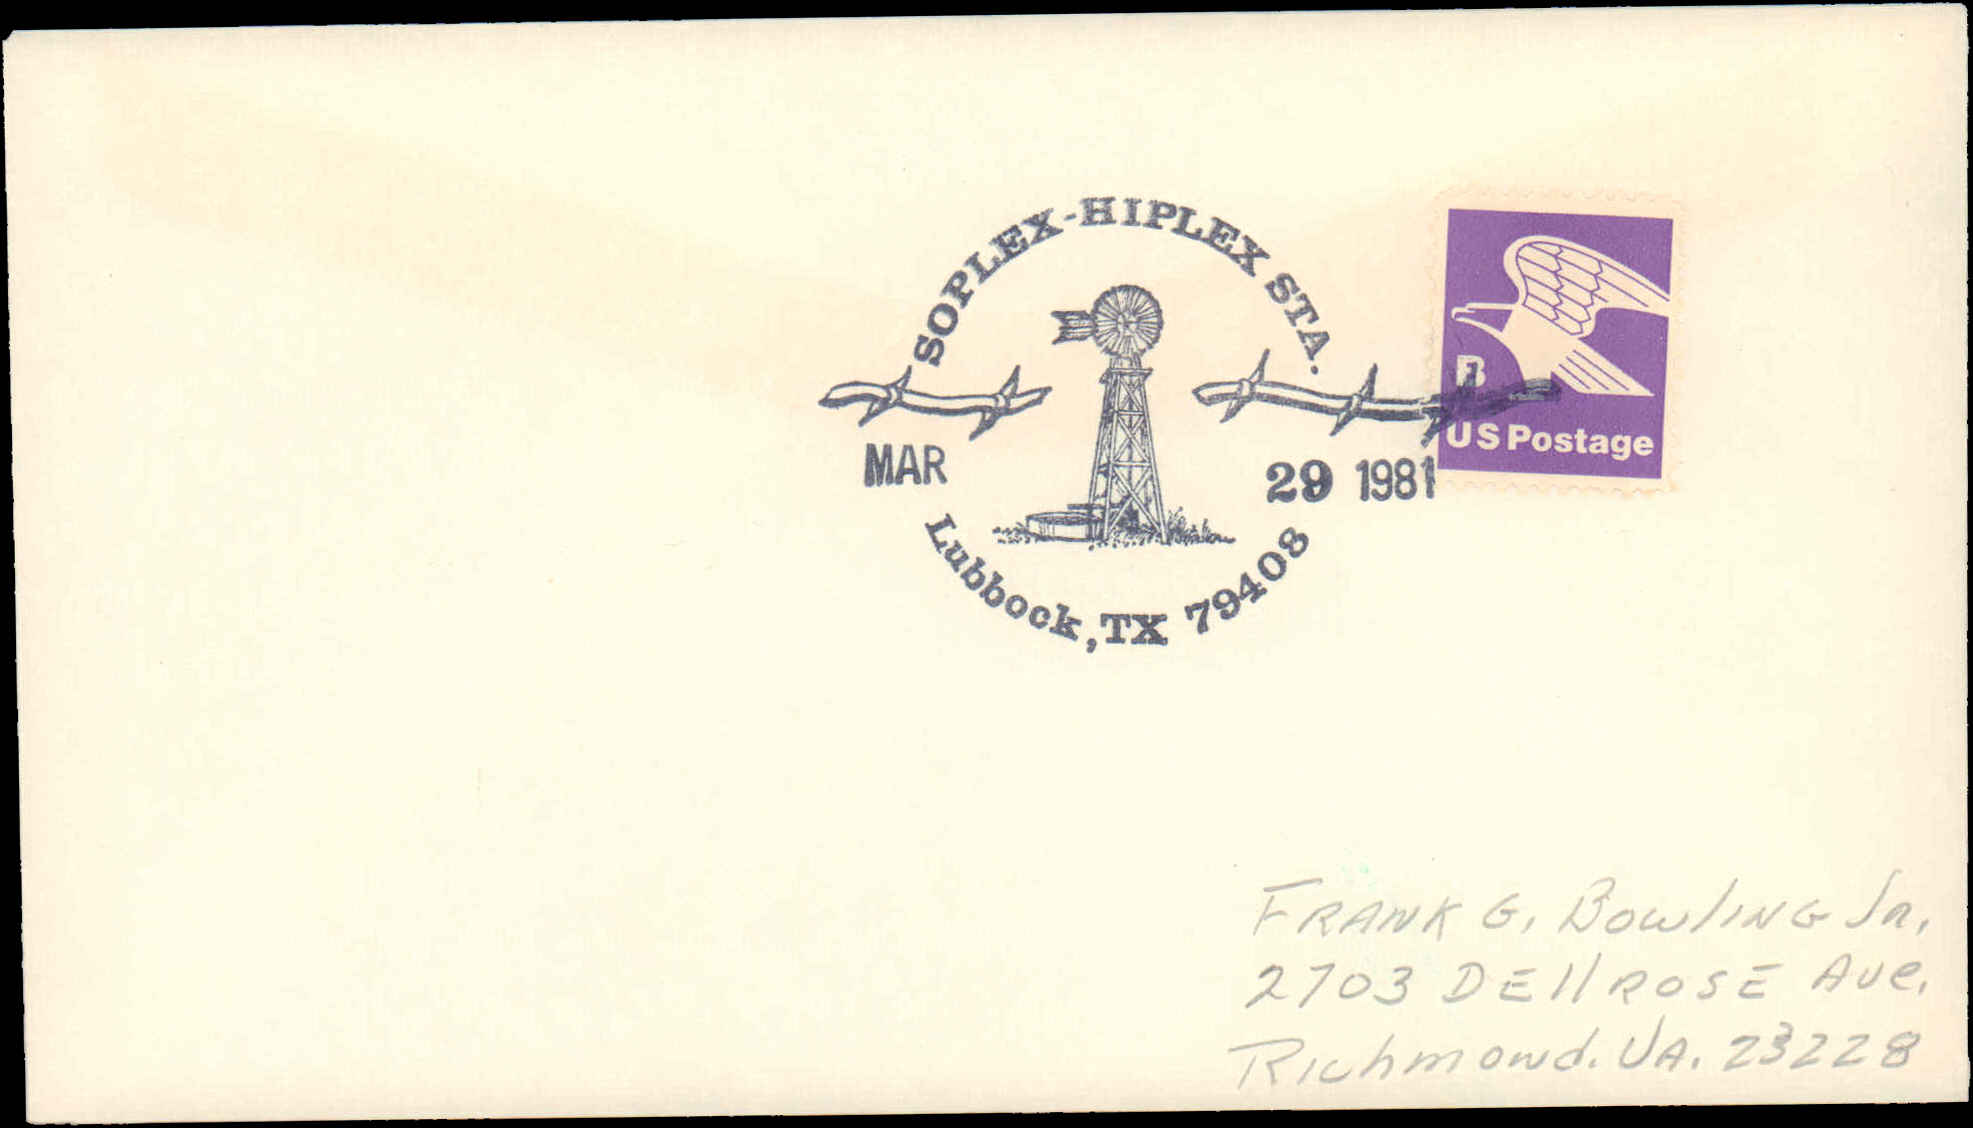 SOPLEX-HIPLEX STA.
MAR 29 1981
Lubbock, TX 79408
B
US Postage
FRANK G. BOWLING JR.
2703 DEllROSE AVE.
Richmond. VA. 23228